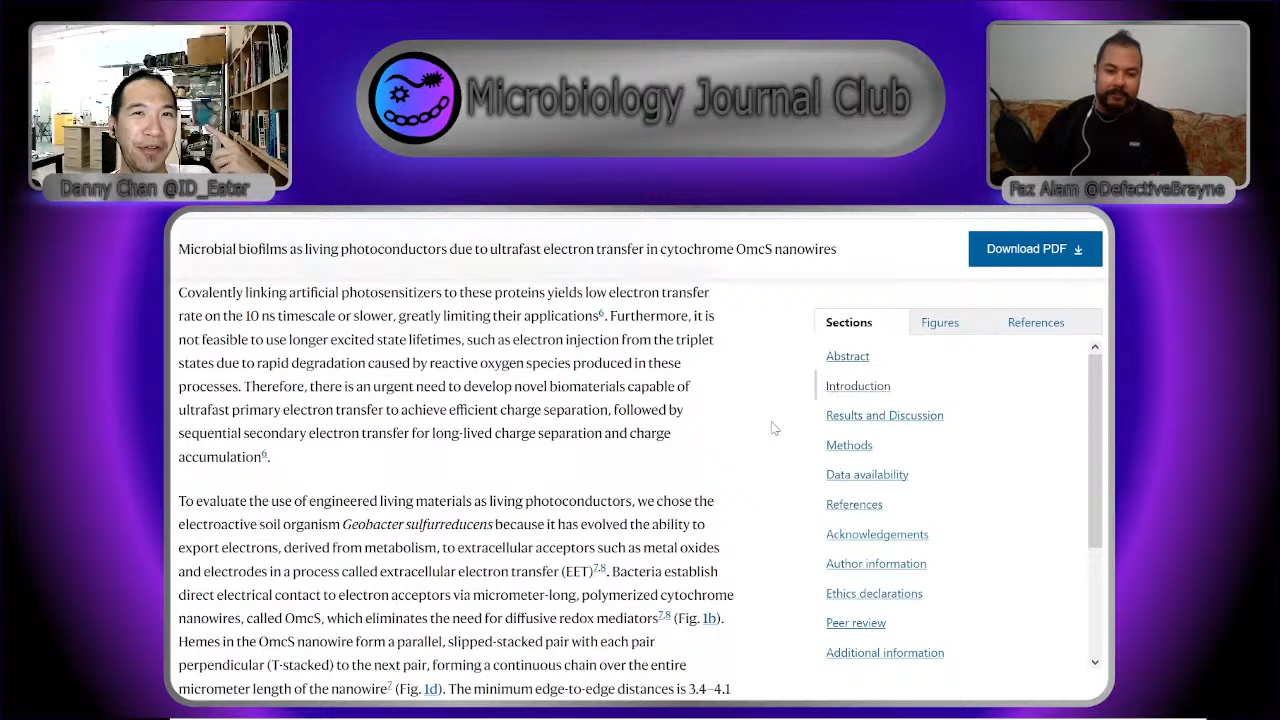 Microbiology Journal Club
Danny Chan @ID_Eater
Faz Alam @DefectiveBrayne
Microbial biofilms as living photoconductors due to ultrafast electron transfer in cytochrome OmcS nanowires
Download PDF
Covalently linking artificial photosensitizers to these proteins yields low electron transfer
rate on the 10 ns timescale or slower, greatly limiting their applications6. Furthermore, it is
not feasible to use longer excited state lifetimes, such as electron injection from the triplet
states due to rapid degradation caused by reactive oxygen species produced in these
processes. Therefore, there is an urgent need to develop novel biomaterials capable of
ultrafast primary electron transfer to achieve efficient charge separation, followed by
sequential secondary electron transfer for long-lived charge separation and charge
accumulation6.
To evaluate the use of engineered living materials as living photoconductors, we chose the
electroactive soil organism Geobacter sulfurreducens because it has evolved the ability to
export electrons, derived from metabolism, to extracellular acceptors such as metal oxides
and electrodes in a process called extracellular electron transfer (EET)7,8. Bacteria establish
direct electrical contact to electron acceptors via micrometer-long, polymerized cytochrome
nanowires, called OmcS, which eliminates the need for diffusive redox mediators7,8 (Fig. 1b).
Hemes in the OmcS nanowire form a parallel, slipped-stacked pair with each pair
perpendicular (T-stacked) to the next pair, forming a continuous chain over the entire
micrometer length of the nanowire7 (Fig. 1d). The minimum edge-to-edge distances is 3.4–4.1
Sections
Figures
References
Abstract
Introduction
Results and Discussion
Methods
Data availability
References
Acknowledgements
Author information
Ethics declarations
Peer review
Additional information